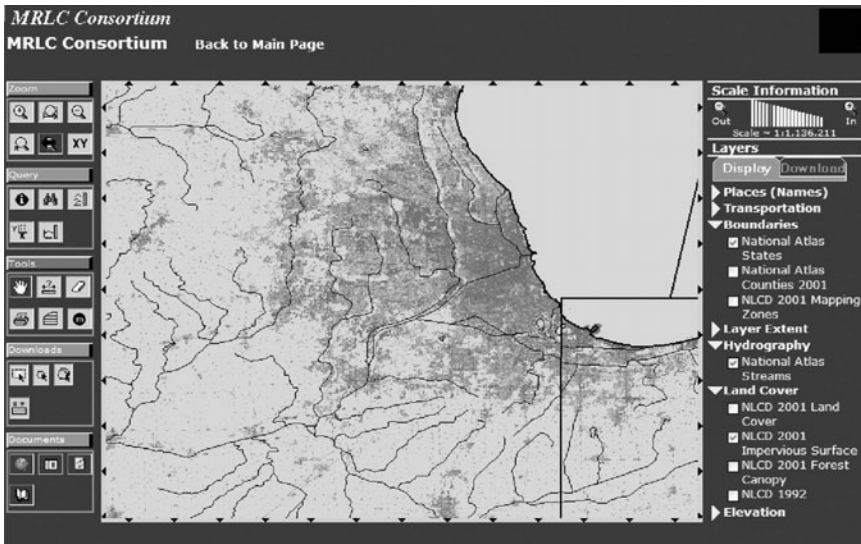 MRLC Consortium
MRLC Consortium
Back to Main Page
Zoom
XY
Query
Tools
Downloads
Documents
Scale Information
Out
In
Scale ~ 1:1,136,211
Layers
Display
Download
Places (Names)
Transportation
Boundaries
National Atlas
States
National Atlas
Counties 2001
NLCD 2001 Mapping
Zones
Layer Extent
Hydrography
National Atlas
Streams
Land Cover
NLCD 2001 Land
Cover
NLCD 2001
Impervious Surface
NLCD 2001 Forest
Canopy
NLCD 1992
Elevation